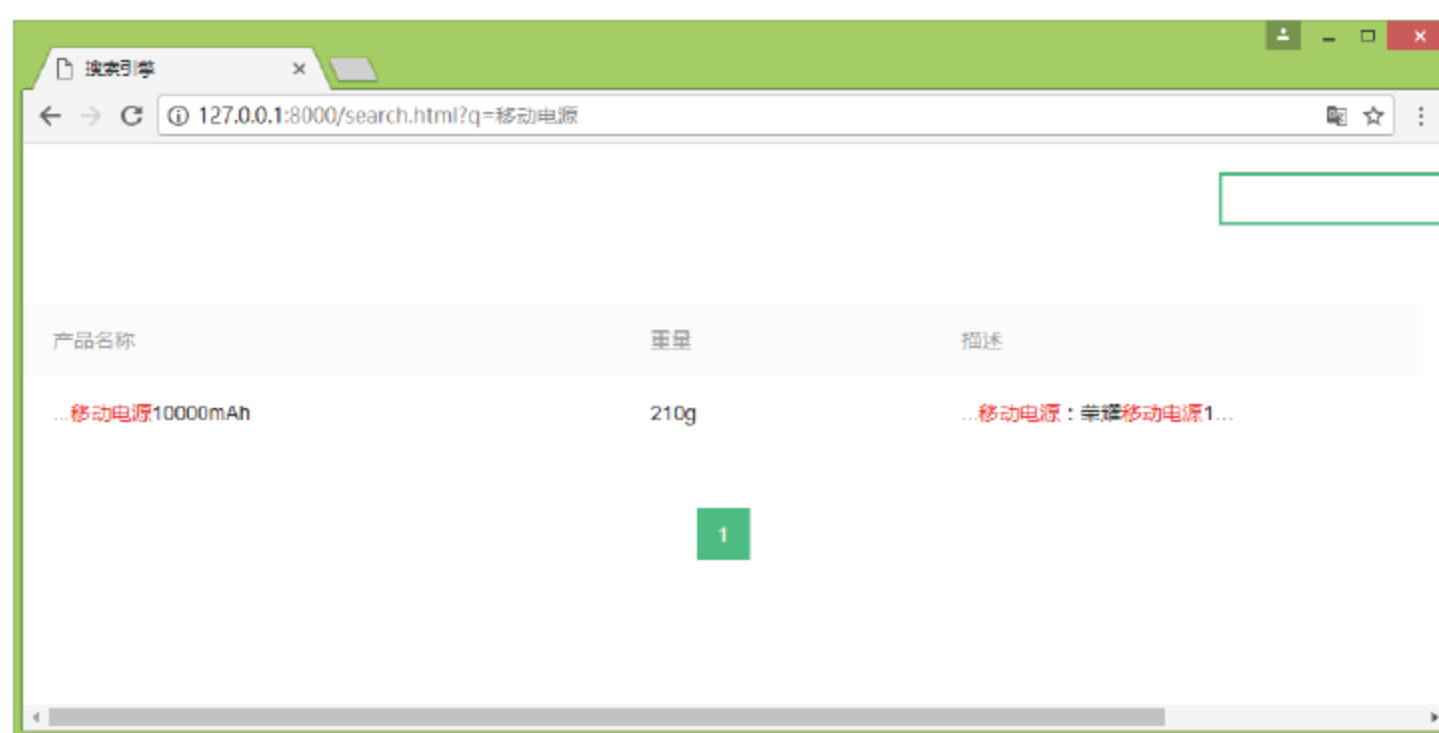 搜索引擎
127.0.0.1:8000/search.html?q=移动电源
产品名称 重量 描述
...移动电源10000mAh 210g ...移动电源：荣耀移动电源1...
1